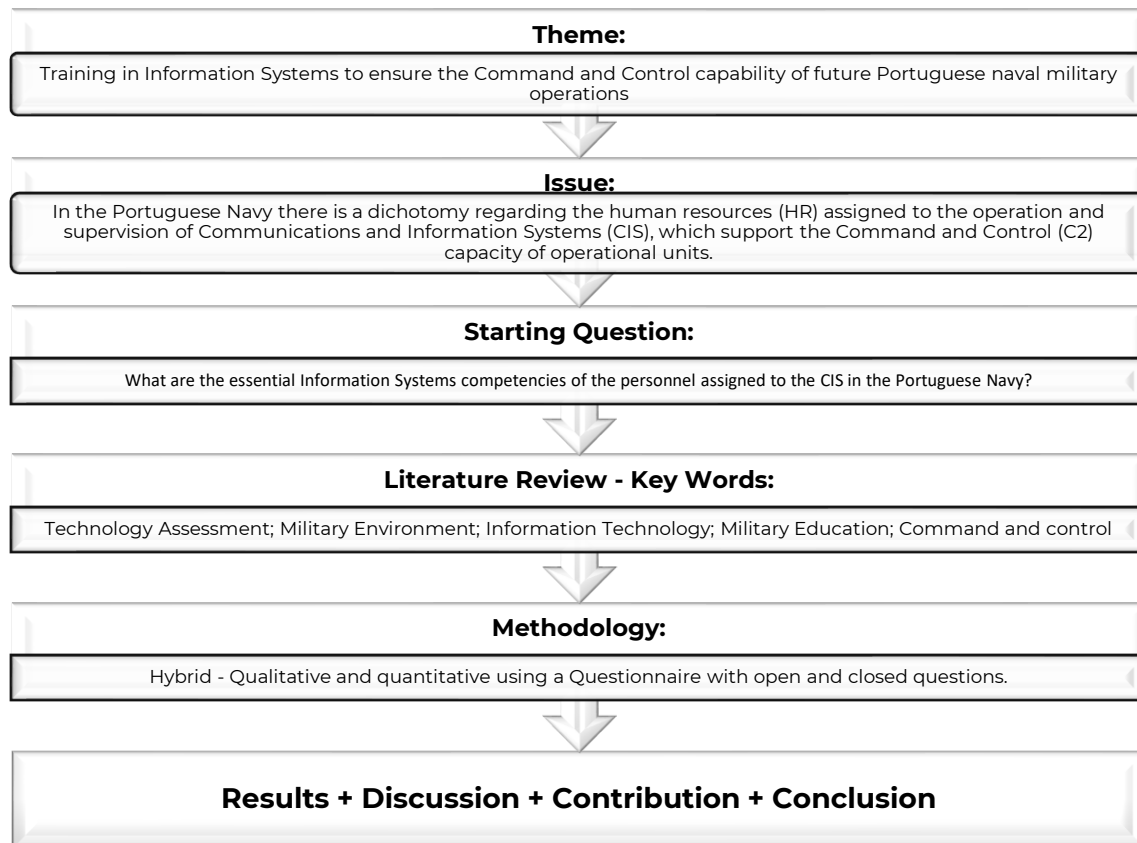 Theme:
Training in Information Systems to ensure the Command and Control capability of future Portuguese naval military
operations
Issue:
In the Portuguese Navy there is a dichotomy regarding the human resources (HR) assigned to the operation and
supervision of Communications and Information Systems (CIS), which support the Command and Control (C2)
capacity of operational units.
Starting Question:
What are the essential Information Systems competencies of the personnel assigned to the CIS in the Portuguese Navy?
Literature Review - Key Words:
Technology Assessment; Military Environment; Information Technology; Military Education; Command and control
Methodology:
Hybrid - Qualitative and quantitative using a Questionnaire with open and closed questions.
Results + Discussion + Contribution + Conclusion